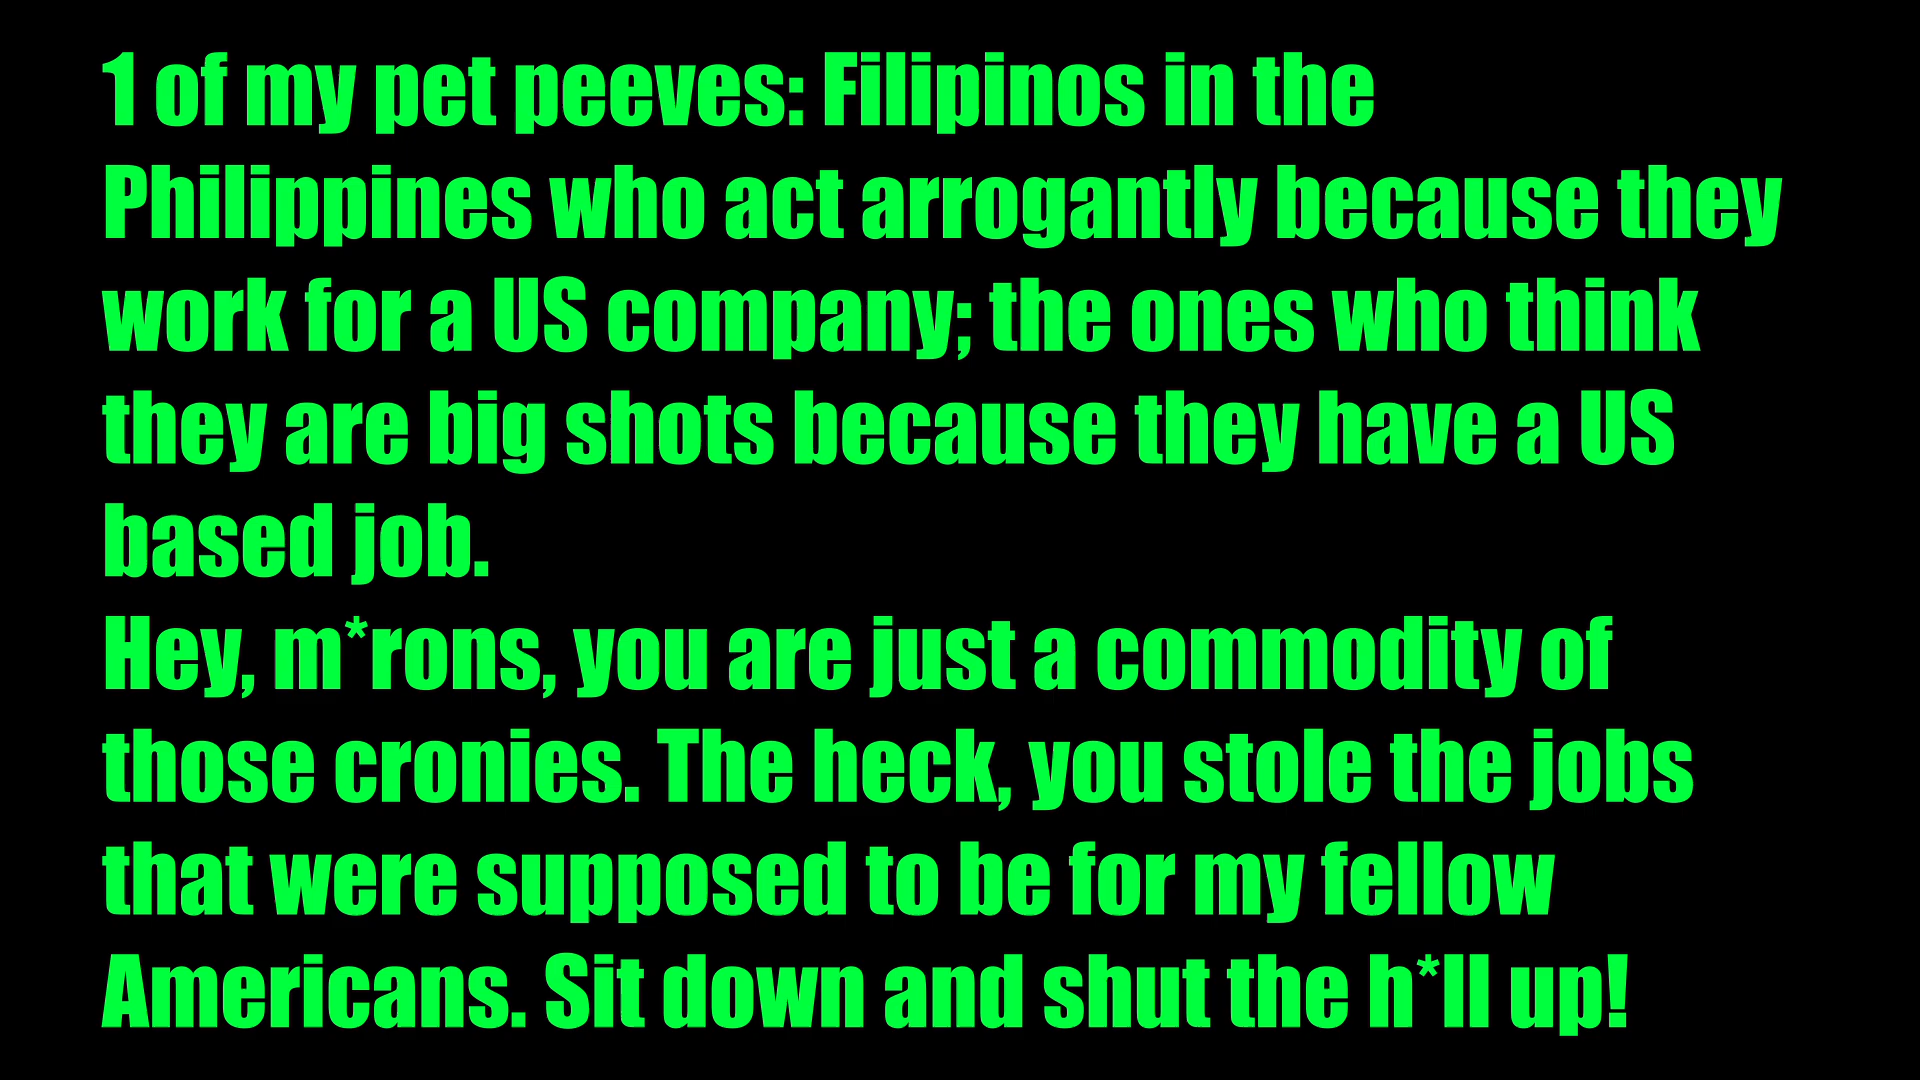 1 of my pet peeves: Filipinos in the
Philippines who act arrogantly because they
work for a US company; the ones who think
they are big shots because they have a US
based job.
Hey, m*rons, you are just a commodity of
those cronies. The heck, you stole the jobs
that were supposed to be for my fellow
Americans. Sit down and shut the h*ll up!